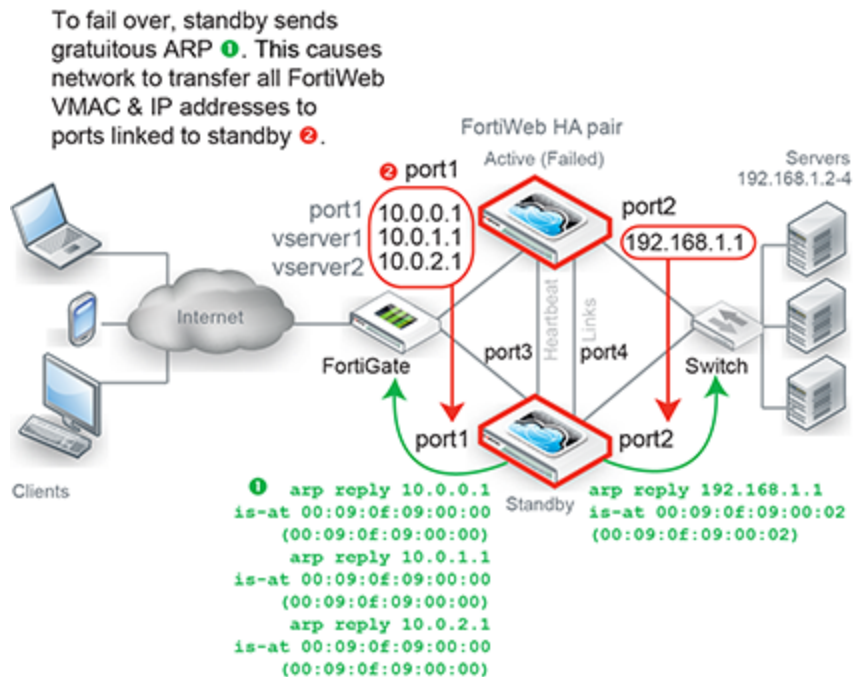 To fail over, standby sends
gratuitous ARP ❶. This causes
network to transfer all FortiWeb
VMAC & IP addresses to
ports linked to standby ❷.
FortiWeb HA pair
Active (Failed)
Servers
192.168.1.2-4
❷ port1
port1 10.0.0.1
vserver1 10.0.1.1
vserver2 10.0.2.1
port2
192.168.1.1
Internet
Heartbeat
Links
port3
port4
FortiGate
Switch
port1
port2
Clients
Standby
❶ arp reply 10.0.0.1
is-at 00:09:0f:09:00:00
(00:09:0f:09:00:00)
arp reply 10.0.1.1
is-at 00:09:0f:09:00:00
(00:09:0f:09:00:00)
arp reply 10.0.2.1
is-at 00:09:0f:09:00:00
(00:09:0f:09:00:00)
arp reply 192.168.1.1
is-at 00:09:0f:09:00:02
(00:09:0f:09:00:02)